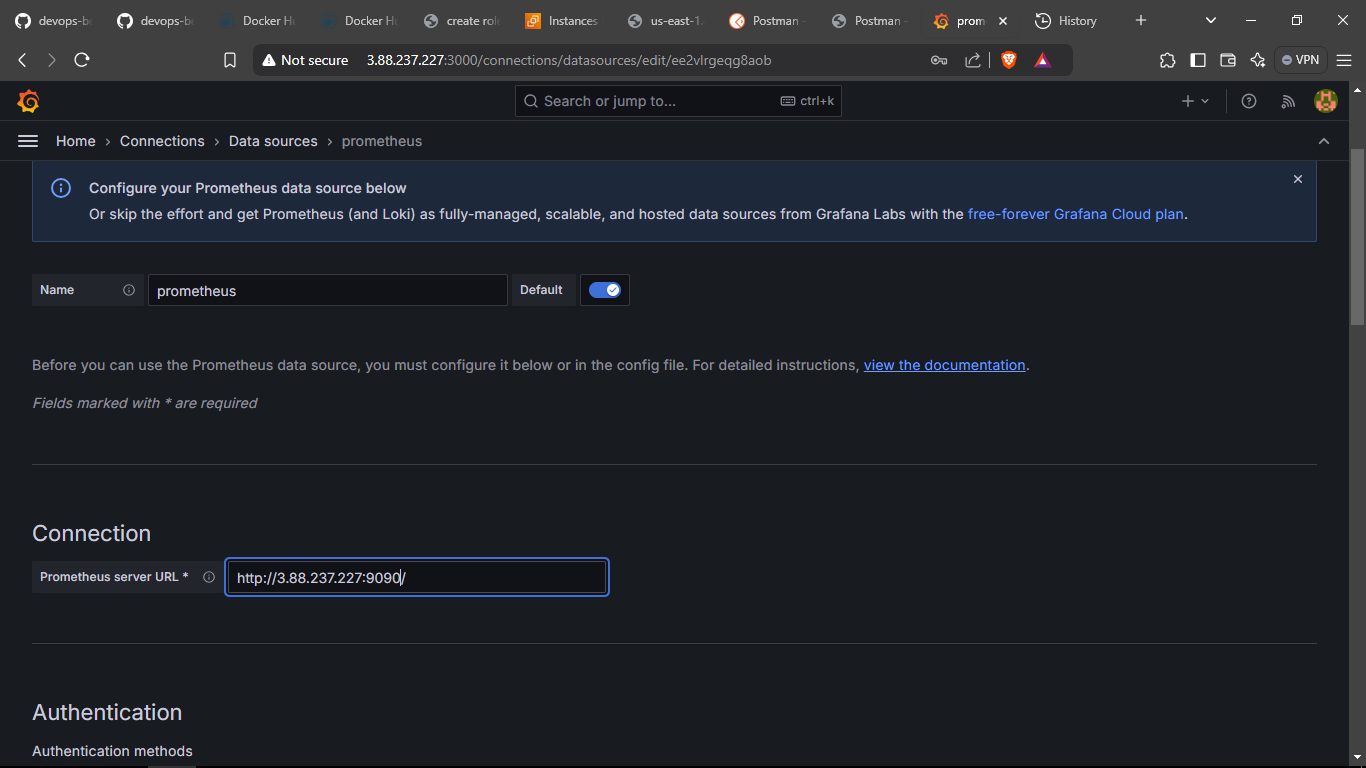 devops-b
devops-b
Docker H
Docker H
create rol
Instances
us-east-1.
Postman
Postman
prom
History
Not secure 3.88.237.227:3000/connections/datasources/edit/ee2vlrgeqg8aob
VPN
Search or jump to... ctrl+k
Home › Connections › Data sources › prometheus
Configure your Prometheus data source below
Or skip the effort and get Prometheus (and Loki) as fully-managed, scalable, and hosted data sources from Grafana Labs with the free-forever Grafana Cloud plan.
Name prometheus Default
Before you can use the Prometheus data source, you must configure it below or in the config file. For detailed instructions, view the documentation.
Fields marked with * are required
Connection
Prometheus server URL * http://3.88.237.227:9090/
Authentication
Authentication methods